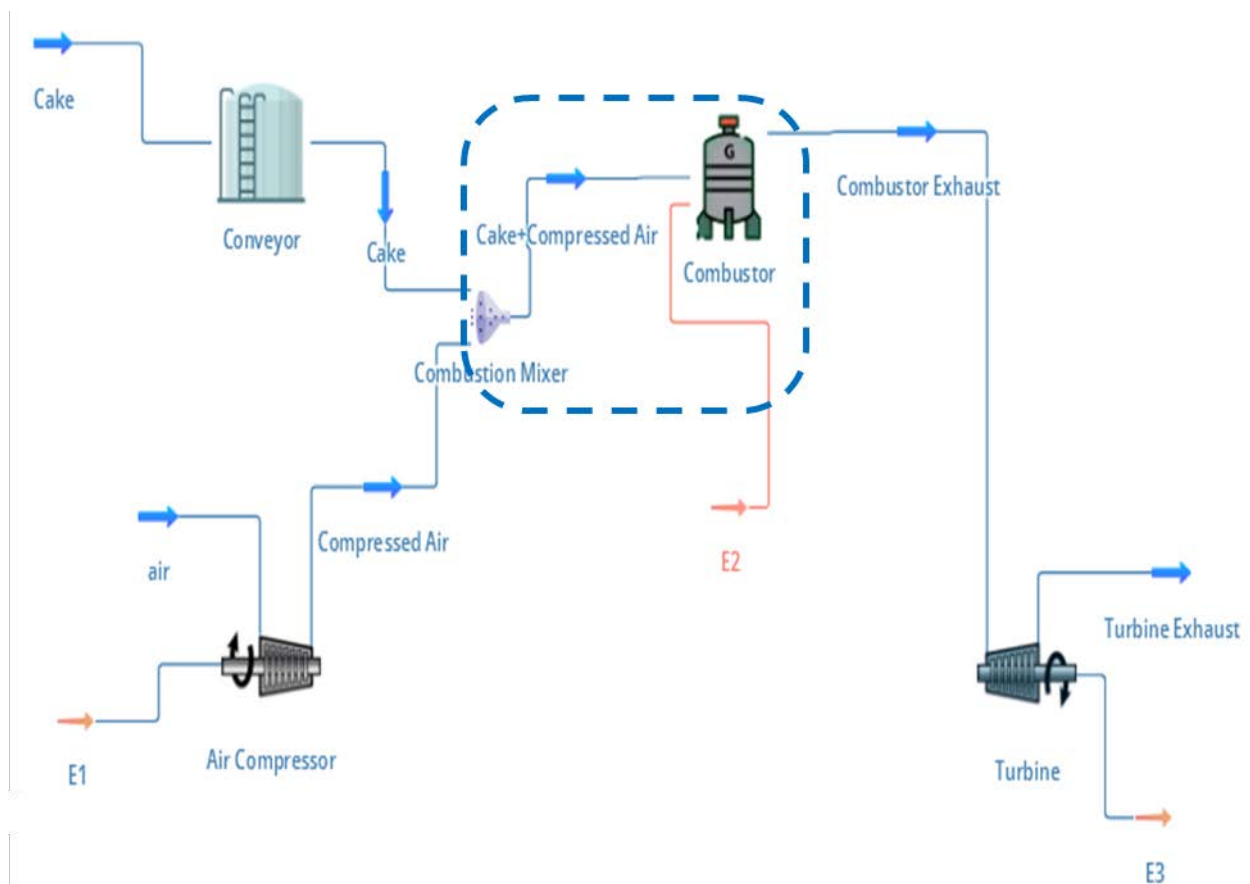 Cake
Conveyor
Cake
Cake+Compressed Air
G
Combustor
Combustor Exhaust
Combustion Mixer
air
Compressed Air
E2
E1
Air Compressor
Turbine Exhaust
Turbine
E3